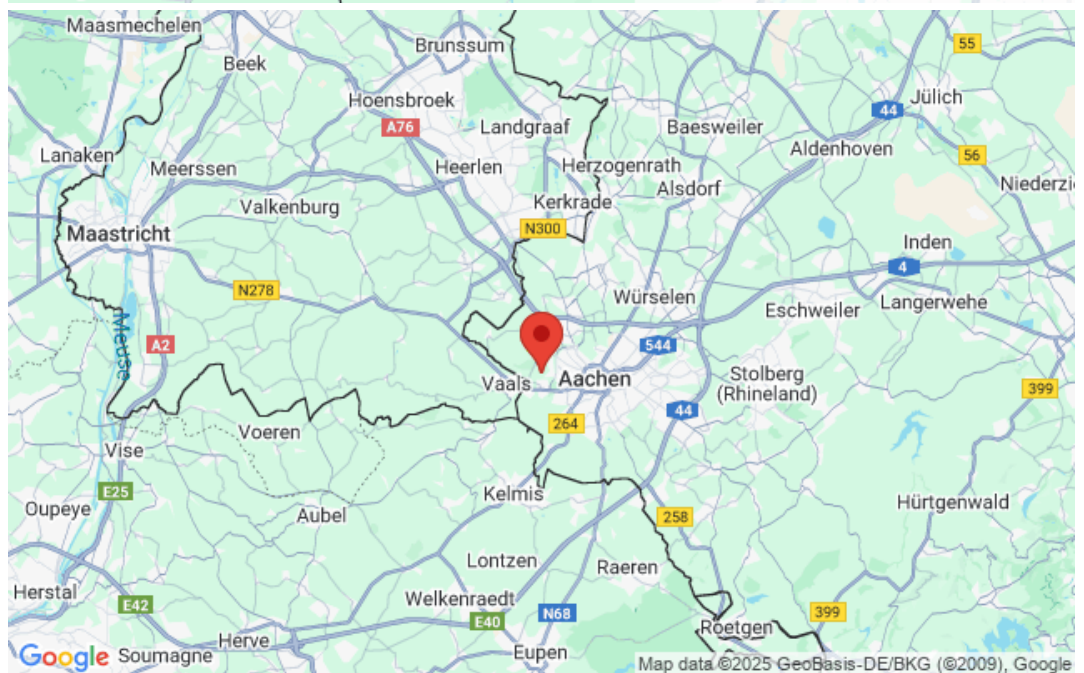 Maasmechelen
Brunssum
55
Beek
Hoensbroek
Jülich
44
A76
Landgraaf
Baesweiler
Aldenhoven
56
Lanaken
Meerssen
Heerlen
Herzogenrath
Alsdorf
Niederzie
Valkenburg
Kerkrade
Maastricht
N300
Inden
4
N278
Würselen
Eschweiler
Langerwehe
Meuse
A2
544
Vaals
Aachen
Stolberg
(Rhineland)
399
44
264
Voeren
Vise
E25
Kelmis
Hürtgenwald
Oupeye
Aubel
258
Lontzen
Raeren
Herstal
E42
Welkenraedt
N68
399
E40
Roetgen
Herve
Google
Soumagne
Eupen
Map data ©2025 GeoBasis-DE/BKG (©2009), Google